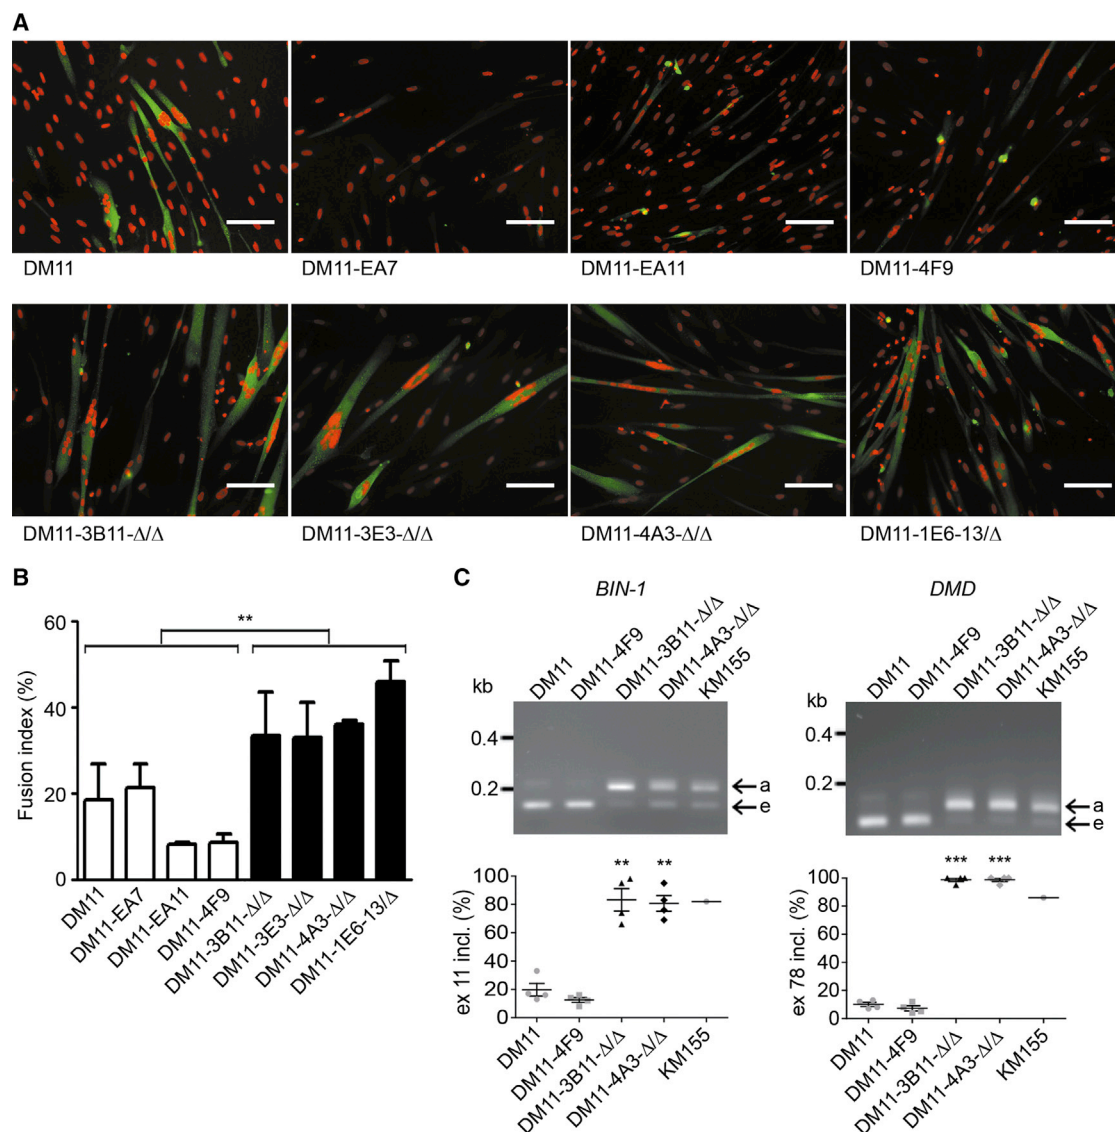 A
DM11
DM11-EA7
DM11-EA11
DM11-4F9
DM11-3B11-Δ/Δ
DM11-3E3-Δ/Δ
DM11-4A3-Δ/Δ
DM11-1E6-13/Δ
B
Fusion index (%)
60
40
20
0
**
DM11
DM11-EA7
DM11-EA11
DM11-4F9
DM11-3B11-Δ/Δ
DM11-3E3-Δ/Δ
DM11-4A3-Δ/Δ
DM11-1E6-13/Δ
C
BIN-1
kb
DM11
DM11-4F9
DM11-3B11-Δ/Δ
DM11-4A3-Δ/Δ
KM155
0.4
0.2
a
e
ex 11 incl. (%)
100
80
60
40
20
0
**
**
DM11
DM11-4F9
DM11-3B11-Δ/Δ
DM11-4A3-Δ/Δ
KM155
DMD
kb
DM11
DM11-4F9
DM11-3B11-Δ/Δ
DM11-4A3-Δ/Δ
KM155
0.4
0.2
a
e
ex 78 incl. (%)
100
80
60
40
20
0
***
***
DM11
DM11-4F9
DM11-3B11-Δ/Δ
DM11-4A3-Δ/Δ
KM155